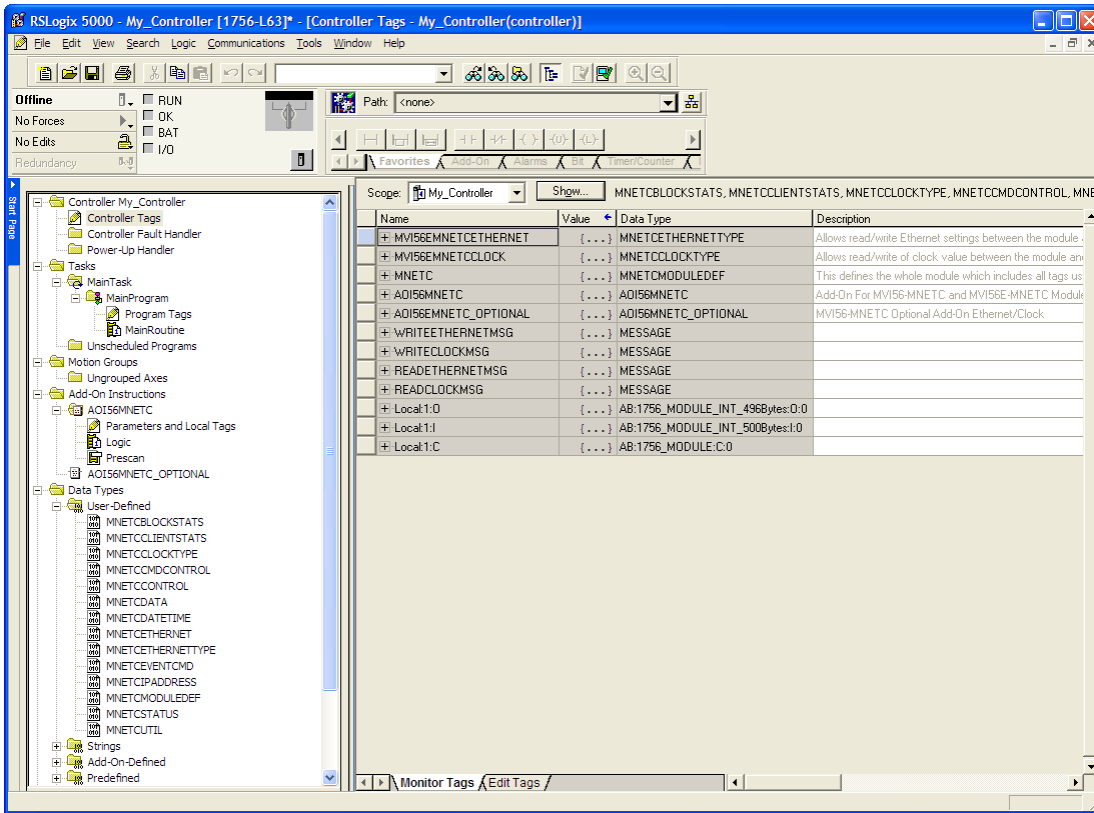 RSLogix 5000 - My_Controller [1756-L63]* - [Controller Tags - My_Controller(controller)]
File Edit View Search Logic Communications Tools Window Help
Offline
RUN
No Forces
OK
No Edits
BAT
Redundancy
I/O
Path: <none>
Favorites Add-On Alarms Bit Timer/Counter
Start Page
Controller My_Controller
Controller Tags
Controller Fault Handler
Power-Up Handler
Tasks
MainTask
MainProgram
Program Tags
MainRoutine
Unscheduled Programs
Motion Groups
Ungrouped Axes
Add-On Instructions
AOI56MNETC
Parameters and Local Tags
Logic
Prescan
AOI56MNETC_OPTIONAL
Data Types
User-Defined
MNETCBLOCKSTATS
MNETCCLIENTSTATS
MNETCCLOCKTYPE
MNETCCMDCONTROL
MNETCCONTROL
MNETCDATA
MNETCDATETIME
MNETCETHERNET
MNETCETHERNETTYPE
MNETCEVENTCMD
MNETCIPADDRESS
MNETCMODULEDEF
MNETCSTATUS
MNETCUTIL
Strings
Add-On-Defined
Predefined
Scope: My_Controller Show... MNETCBLOCKSTATS, MNETCCLIENTSTATS, MNETCCLOCKTYPE, MNETCCMDCONTROL, MNE
Name Value Data Type Description
MVI56EMNETCETHERNET {...} MNETCETHERNETTYPE Allows read/write Ethernet settings between the module
MVI56EMNETCCLOCK {...} MNETCCLOCKTYPE Allows read/write of clock value between the module an
MNETC {...} MNETCMODULEDEF This defines the whole module which includes all tags us
AOI56MNETC {...} AOI56MNETC Add-On For MVI56-MNETC and MVI56E-MNETC Module
AOI56EMNETC_OPTIONAL {...} AOI56MNETC_OPTIONAL MVI56-MNETC Optional Add-On Ethernet/Clock
WRITEETHERNETMSG {...} MESSAGE
WRITECLOCKMSG {...} MESSAGE
READETHERNETMSG {...} MESSAGE
READCLOCKMSG {...} MESSAGE
Local:1:O {...} AB:1756_MODULE_INT_496Bytes:O:0
Local:1:I {...} AB:1756_MODULE_INT_500Bytes:I:0
Local:1:C {...} AB:1756_MODULE:C:0
Monitor Tags Edit Tags